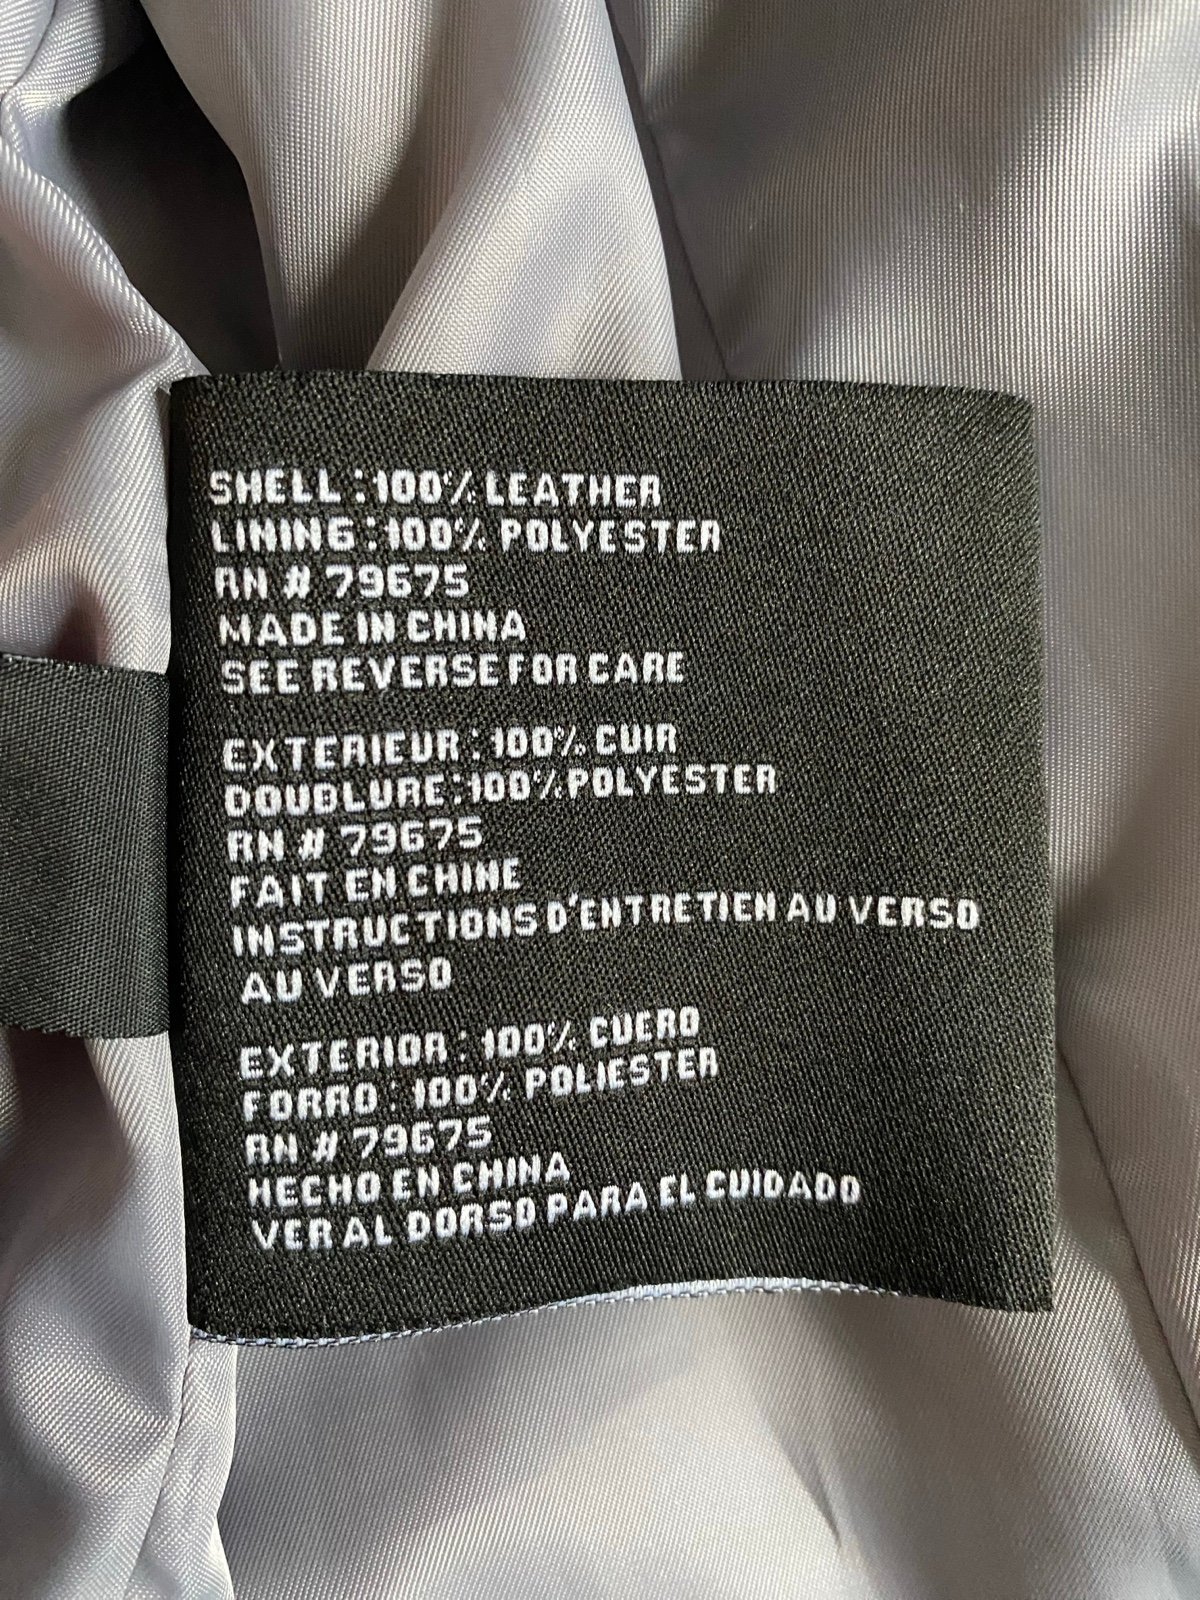 SHELL : 100% LEATHER
LINING : 100% POLYESTER
RN # 79675
MADE IN CHINA
SEE REVERSE FOR CARE
EXTERIEUR : 100% CUIR
DOUBLURE : 100% POLYESTER
RN # 79675
FAIT EN CHINE
INSTRUCTIONS D'ENTRETIEN AU VERSO
AU VERSO
EXTERIOR : 100% CUERO
FORRO : 100% POLIESTER
RN # 79675
HECHO EN CHINA
VER AL DORSO PARA EL CUIDADO